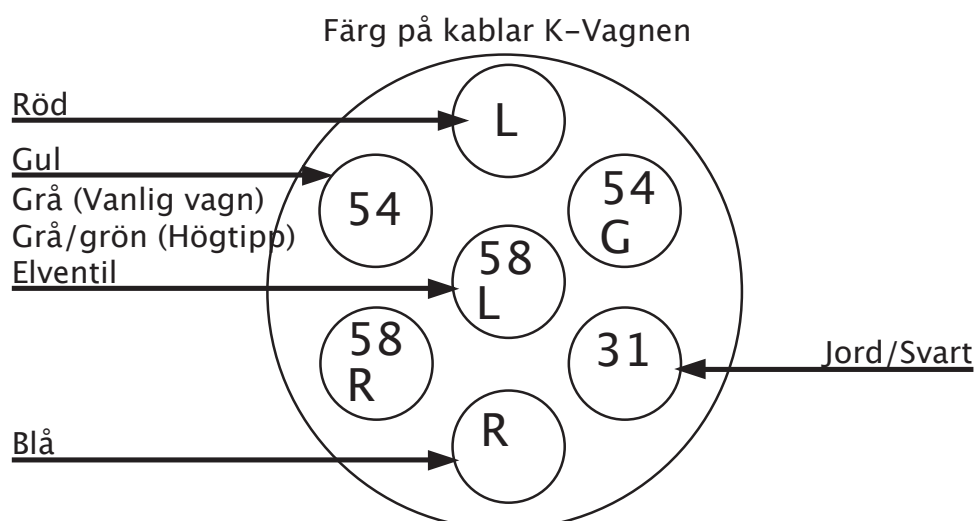 Färg på kablar K-Vagnen
Röd
L
Gul
54
54
G
Grå (Vanlig vagn)
Grå/grön (Högtipp)
Elventil
58
L
58
R
31
Jord/Svart
R
Blå